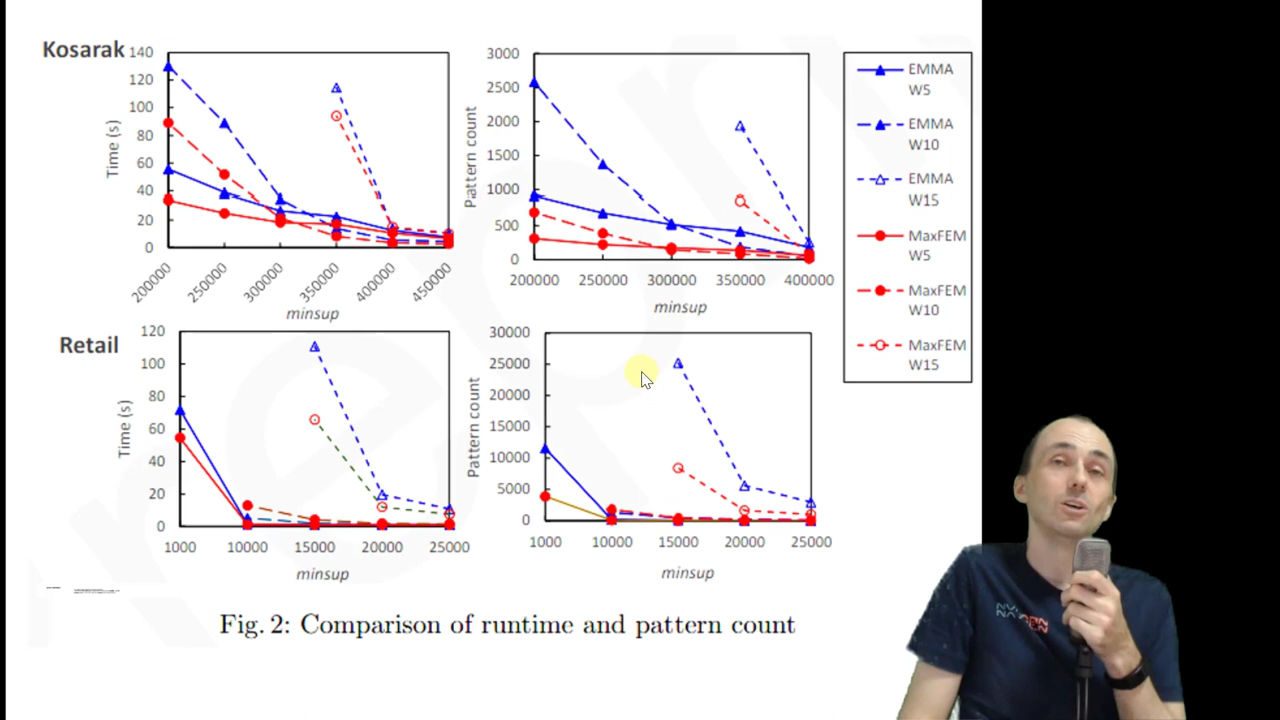 Kosarak
140
120
100
80
60
40
20
0
Time (s)
200000
250000
300000
350000
400000
450000
minsup
3000
2500
2000
1500
1000
500
0
Pattern count
200000
250000
300000
350000
400000
minsup
EMMA
W5
EMMA
W10
EMMA
W15
MaxFEM
W5
MaxFEM
W10
MaxFEM
W15
Retail
120
100
80
60
40
20
0
Time (s)
1000
10000
15000
20000
25000
minsup
30000
25000
20000
15000
10000
5000
0
Pattern count
1000
10000
15000
20000
25000
minsup
Fig. 2: Comparison of runtime and pattern count